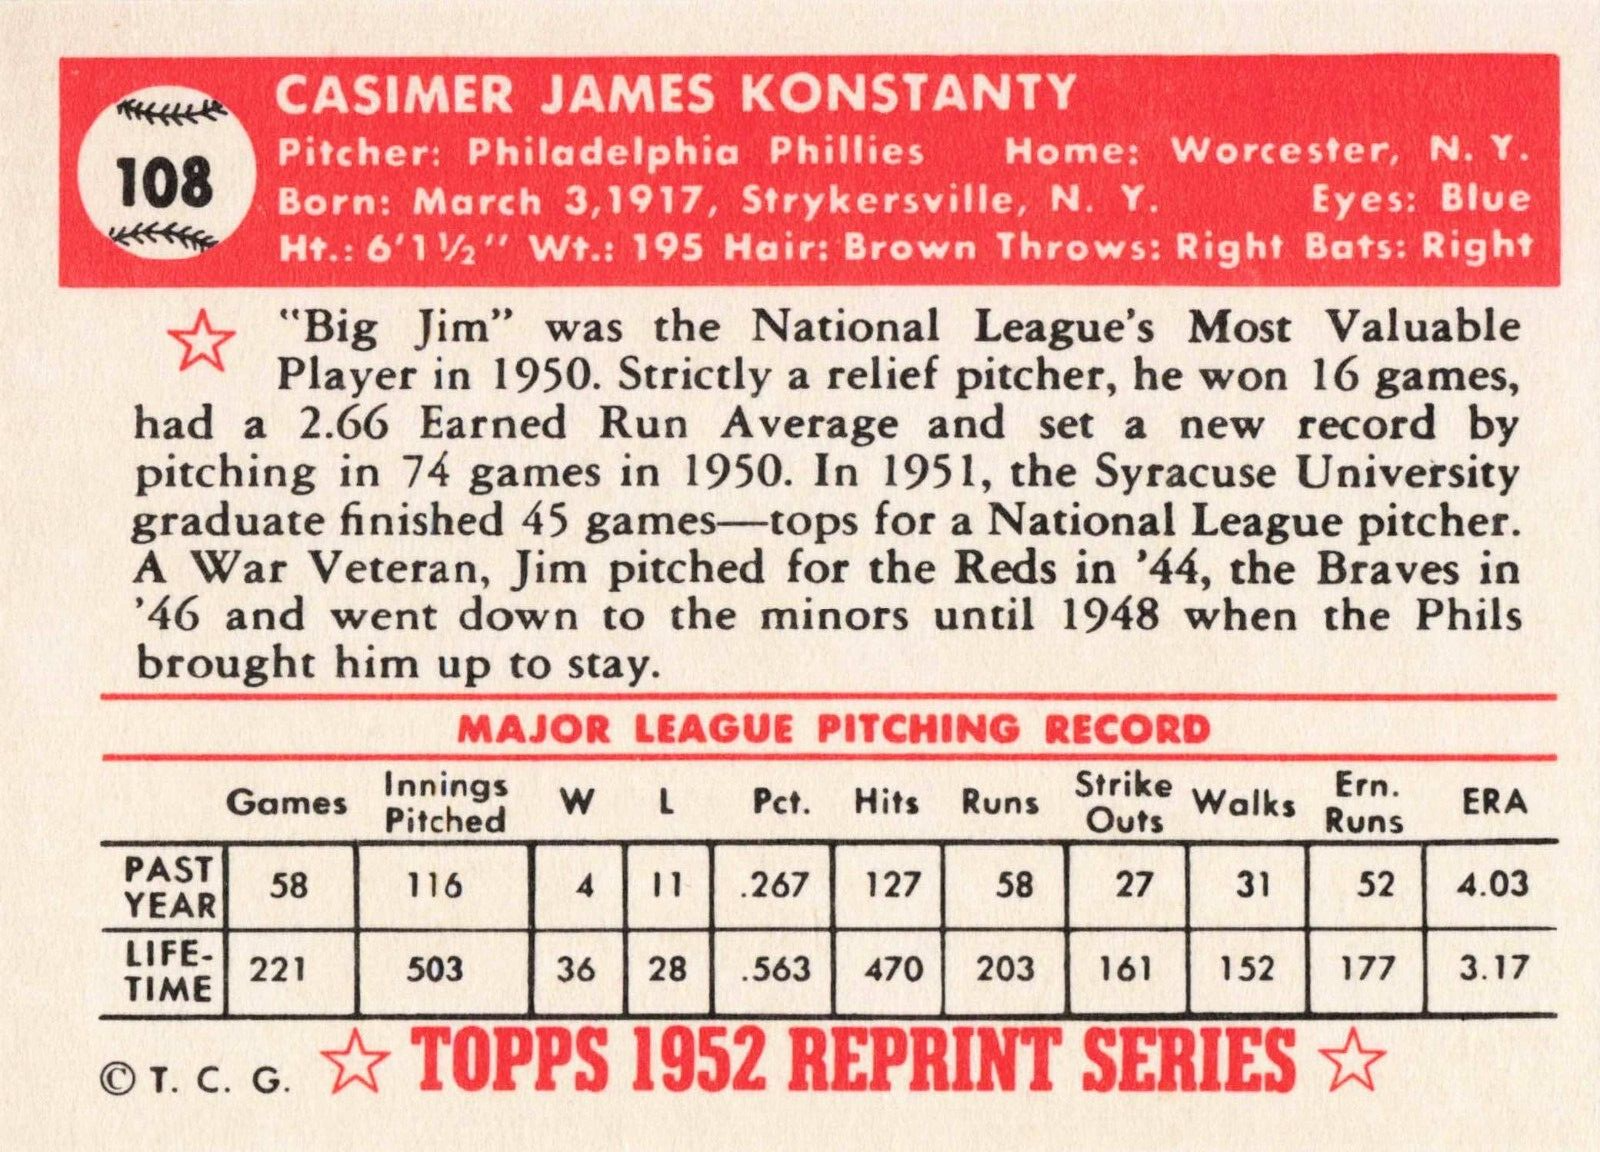 108
CASIMER JAMES KONSTANTY
Pitcher: Philadelphia Phillies Home: Worcester, N. Y.
Born: March 3,1917, Strykersville, N. Y. Eyes: Blue
Ht.: 6'1½" Wt.: 195 Hair: Brown Throws: Right Bats: Right
"Big Jim" was the National League's Most Valuable
Player in 1950. Strictly a relief pitcher, he won 16 games,
had a 2.66 Earned Run Average and set a new record by
pitching in 74 games in 1950. In 1951, the Syracuse University
graduate finished 45 games—tops for a National League pitcher.
A War Veteran, Jim pitched for the Reds in '44, the Braves in
'46 and went down to the minors until 1948 when the Phils
brought him up to stay.
MAJOR LEAGUE PITCHING RECORD
Games Innings Pitched W L Pct. Hits Runs Strike Outs Walks Ern. Runs ERA
PAST YEAR 58 116 4 11 .267 127 58 27 31 52 4.03
LIFE-TIME 221 503 36 28 .563 470 203 161 152 177 3.17
© T. C. G. TOPPS 1952 REPRINT SERIES